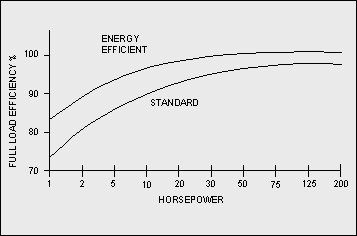 ENERGY
EFFICIENT
STANDARD
FULL LOAD EFFICIENCY %
100
90
80
70
1 2 5 10 20 30 50 75 125 200
HORSEPOWER